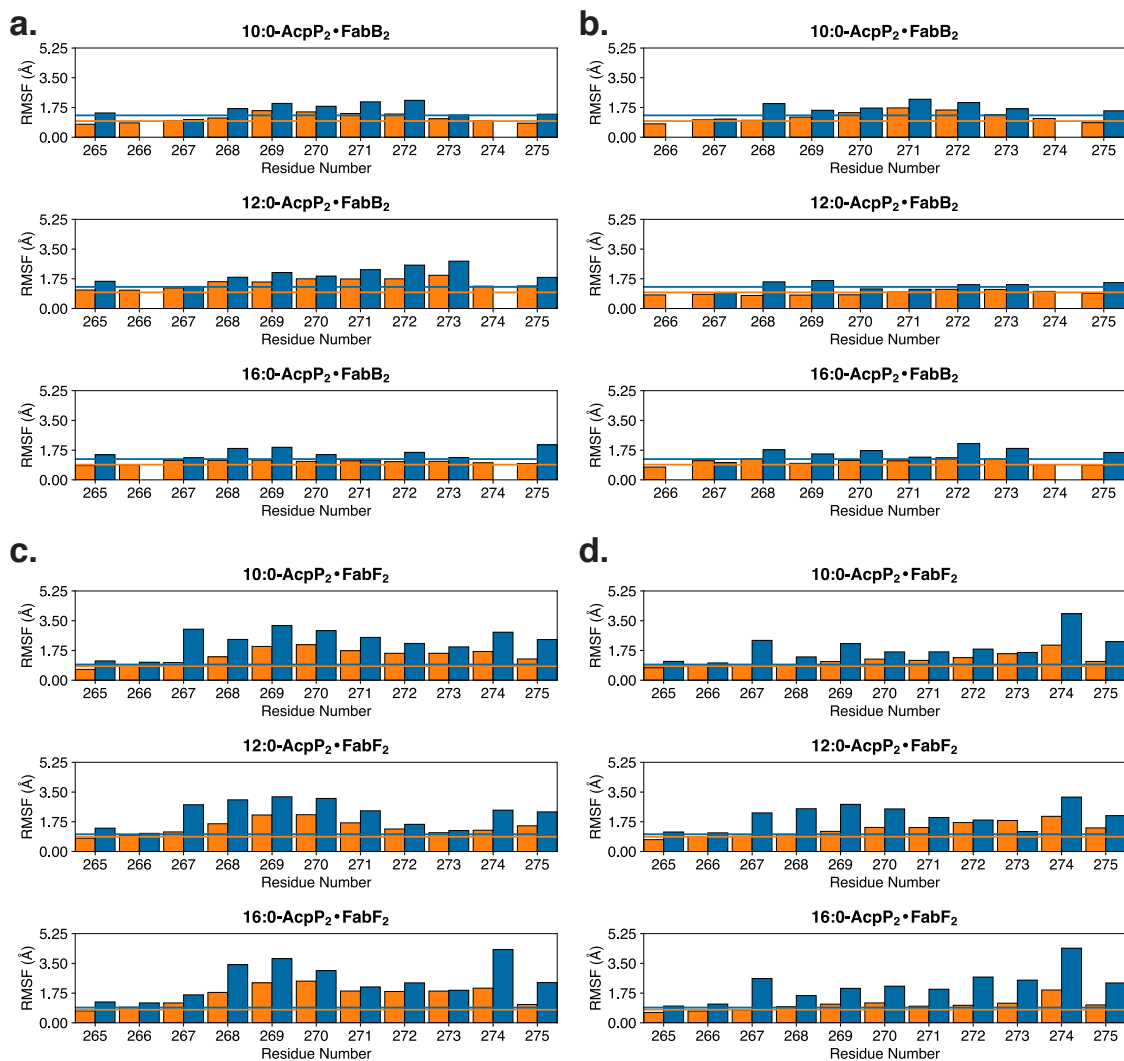 a.
10:0-AcpP₂•FabB₂
RMSF (Å)
5.25
3.50
1.75
0.00
265 266 267 268 269 270 271 272 273 274 275
Residue Number
12:0-AcpP₂•FabB₂
RMSF (Å)
5.25
3.50
1.75
0.00
265 266 267 268 269 270 271 272 273 274 275
Residue Number
16:0-AcpP₂•FabB₂
RMSF (Å)
5.25
3.50
1.75
0.00
265 266 267 268 269 270 271 272 273 274 275
Residue Number
b.
10:0-AcpP₂•FabB₂
RMSF (Å)
5.25
3.50
1.75
0.00
266 267 268 269 270 271 272 273 274 275
Residue Number
12:0-AcpP₂•FabB₂
RMSF (Å)
5.25
3.50
1.75
0.00
266 267 268 269 270 271 272 273 274 275
Residue Number
16:0-AcpP₂•FabB₂
RMSF (Å)
5.25
3.50
1.75
0.00
266 267 268 269 270 271 272 273 274 275
Residue Number
c.
10:0-AcpP₂•FabF₂
RMSF (Å)
5.25
3.50
1.75
0.00
265 266 267 268 269 270 271 272 273 274 275
Residue Number
12:0-AcpP₂•FabF₂
RMSF (Å)
5.25
3.50
1.75
0.00
265 266 267 268 269 270 271 272 273 274 275
Residue Number
16:0-AcpP₂•FabF₂
RMSF (Å)
5.25
3.50
1.75
0.00
265 266 267 268 269 270 271 272 273 274 275
Residue Number
d.
10:0-AcpP₂•FabF₂
RMSF (Å)
5.25
3.50
1.75
0.00
265 266 267 268 269 270 271 272 273 274 275
Residue Number
12:0-AcpP₂•FabF₂
RMSF (Å)
5.25
3.50
1.75
0.00
265 266 267 268 269 270 271 272 273 274 275
Residue Number
16:0-AcpP₂•FabF₂
RMSF (Å)
5.25
3.50
1.75
0.00
265 266 267 268 269 270 271 272 273 274 275
Residue Number